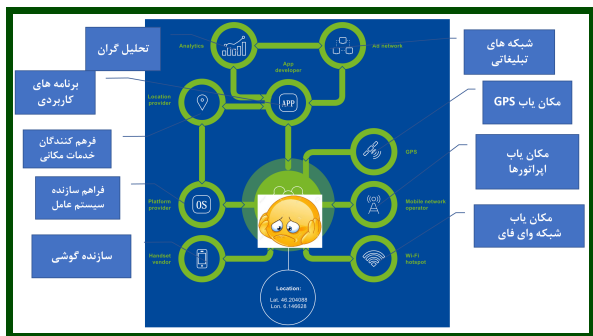 تحلیل گران
شبکه های
تبلیغاتی
برنامه های
کاربردی
مکان یاب GPS
فرهم کنندگان
خدمات مکانی
مکان یاب
اپراتورها
فراهم سازنده
سیستم عامل
مکان یاب
شبکه وای فای
سازنده گوشی
Analytics
Ad network
App
developer
Location
provider
APP
GPS
Platform
provider
OS
Mobile network
operator
Handset
vendor
Wi-Fi
hotspot
Location:
Lat. 46.204088
Lon. 6.146628